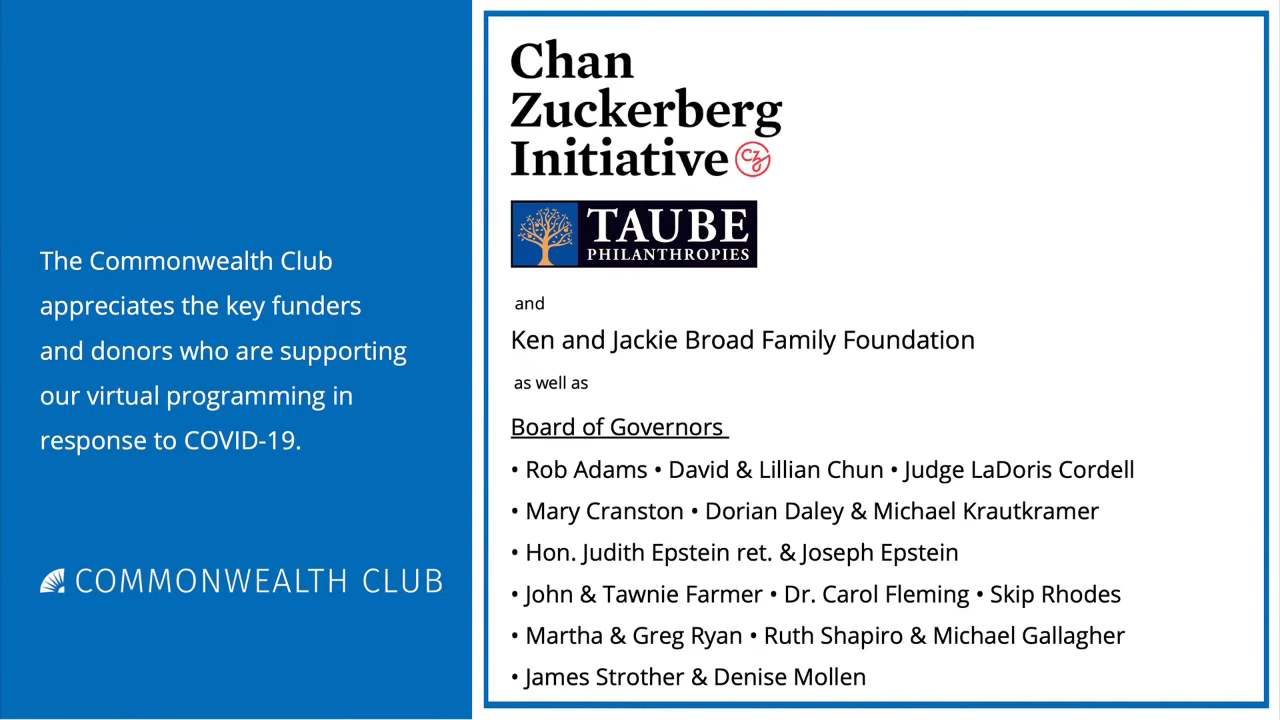 The Commonwealth Club
appreciates the key funders
and donors who are supporting
our virtual programming in
response to COVID-19.
COMMONWEALTH CLUB
Chan
Zuckerberg
Initiative CZ
TAUBE
PHILANTHROPIES
and
Ken and Jackie Broad Family Foundation
as well as
Board of Governors
• Rob Adams • David & Lillian Chun • Judge LaDoris Cordell
• Mary Cranston • Dorian Daley & Michael Krautkramer
• Hon. Judith Epstein ret. & Joseph Epstein
• John & Tawnie Farmer • Dr. Carol Fleming • Skip Rhodes
• Martha & Greg Ryan • Ruth Shapiro & Michael Gallagher
• James Strother & Denise Mollen